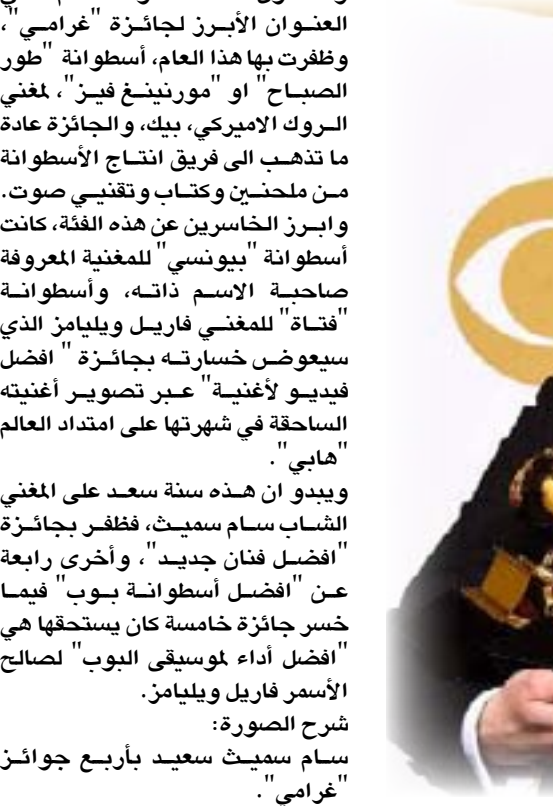 العنوان الأبرز لجائزة "غرامي"،
وظفرت بها هذا العام، أسطوانة "طور
الصباح" او "مورنينغ فيز"، لمغني
الروك الاميركي، بيك، والجائزة عادة
ما تذهب الى فريق انتاج الأسطوانة
من ملحنين وكتاب وتقنيي صوت.
وابرز الخاسرين عن هذه الفئة، كانت
أسطوانة "بيونسي" للمغنية المعروفة
صاحبة الاسم ذاته، وأسطوانة
"فتاة" للمغني فاريل ويليامز الذي
سيعوض خسارته بجائزة " افضل
فيديو لأغنية" عبر تصوير أغنيته
الساحقة في شهرتها على امتداد العالم
"هابي".
ويبدو ان هذه سنة سعد على المغني
الشاب سام سميث، فظفر بجائزة
"افضل فنان جديد"، وأخرى رابعة
عن "افضل أسطوانة بوب" فيما
خسر جائزة خامسة كان يستحقها هي
"افضل أداء لموسيقى البوب" لصالح
الأسمر فاريل ويليامز.
شرح الصورة:
سام سميث سعيد بأربع جوائز
"غرامي".